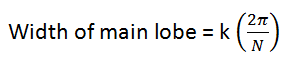 Width of main lobe = k (2π/N)